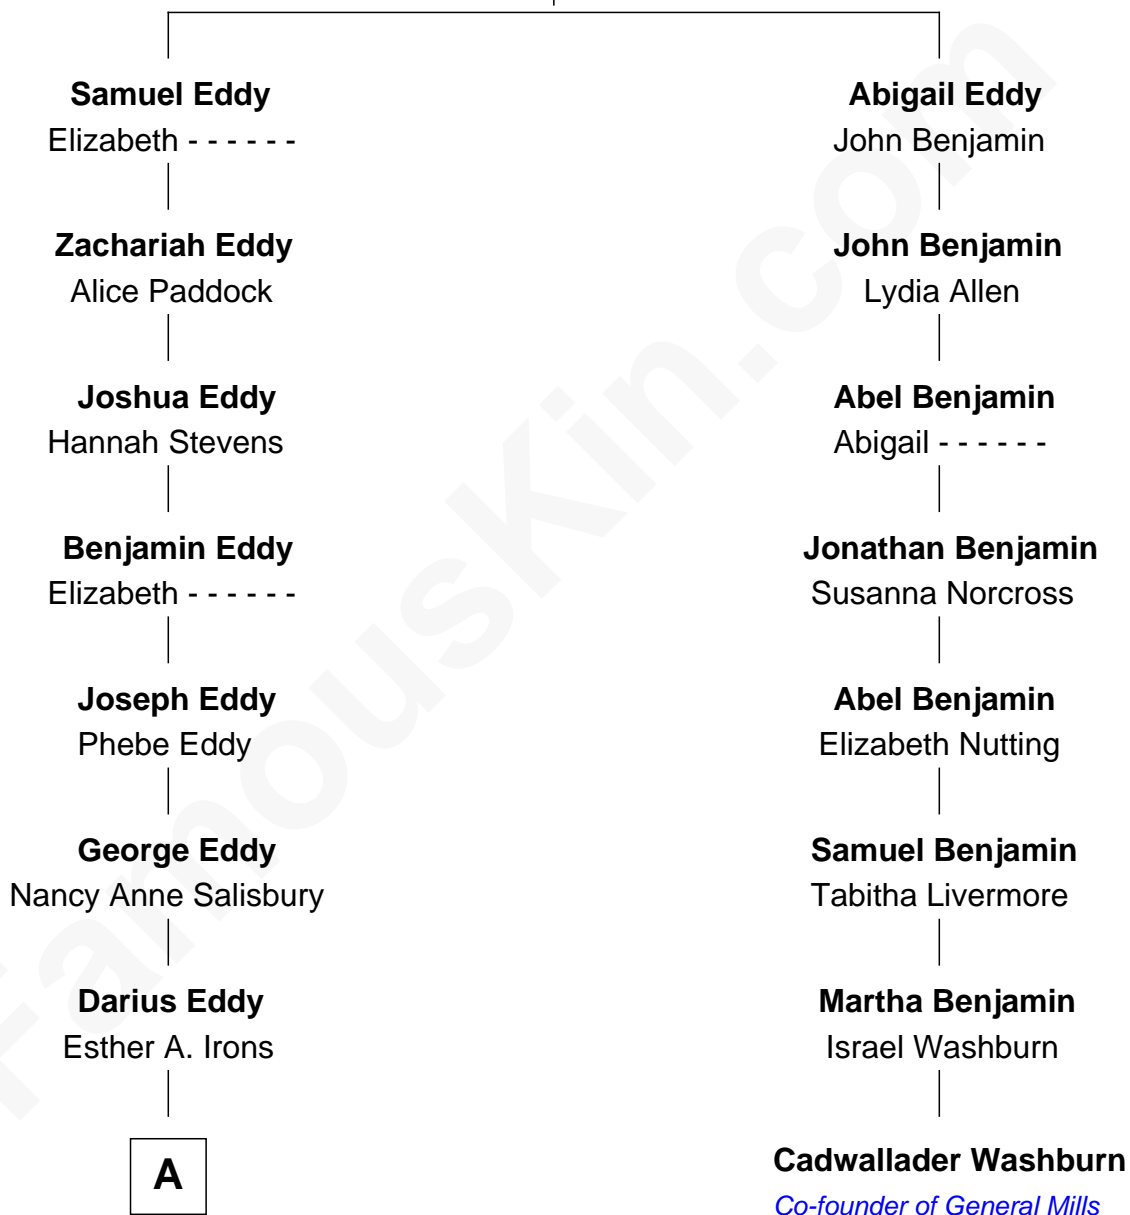 Samuel Eddy
Elizabeth - - - - - -
Abigail Eddy
John Benjamin
Zachariah Eddy
Alice Paddock
John Benjamin
Lydia Allen
Joshua Eddy
Hannah Stevens
Abel Benjamin
Abigail - - - - - -
Benjamin Eddy
Elizabeth - - - - - -
Jonathan Benjamin
Susanna Norcross
Joseph Eddy
Phebe Eddy
Abel Benjamin
Elizabeth Nutting
George Eddy
Nancy Anne Salisbury
Samuel Benjamin
Tabitha Livermore
Darius Eddy
Esther A. Irons
Martha Benjamin
Israel Washburn
A
Cadwallader Washburn
Co-founder of General Mills
FamousKin.com